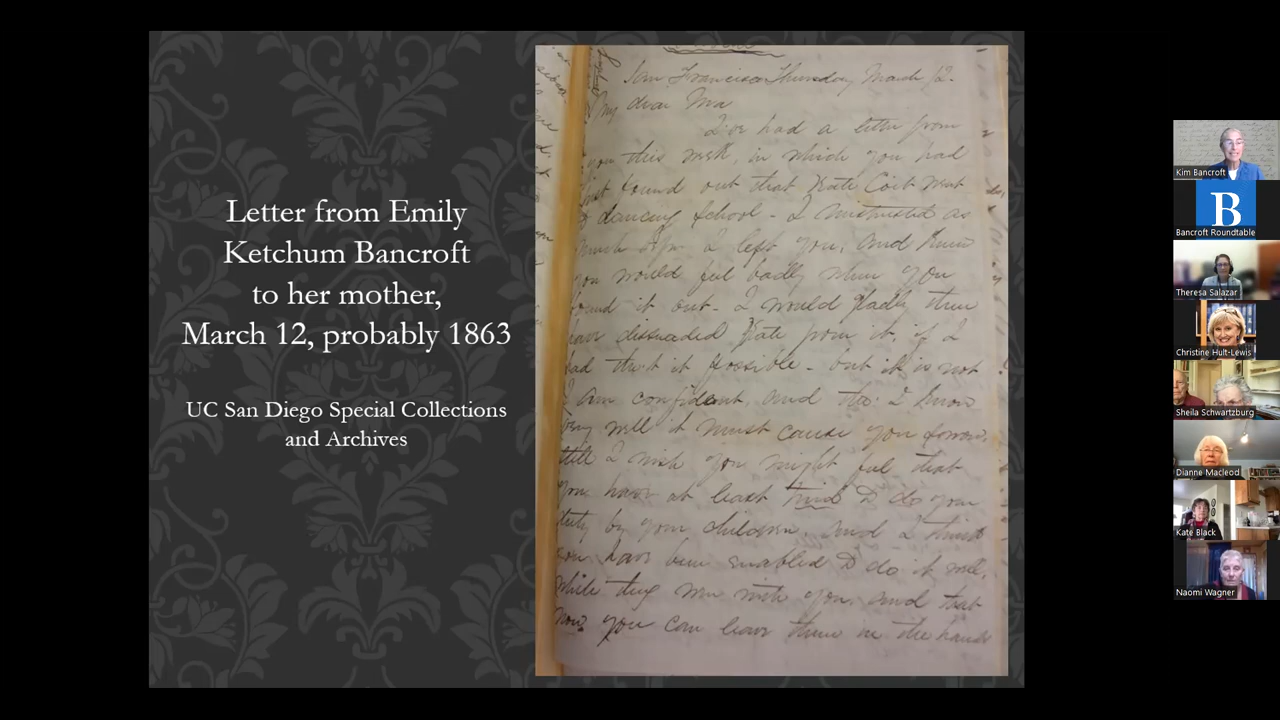 Letter from Emily
Ketchum Bancroft
to her mother,
March 12, probably 1863
UC San Diego Special Collections
and Archives
San Francisco Thursday March 12.
My dear Ma
I've had a letter from
you this week, in which you had
just found out that Kate Coit went
to dancing School - I mistrusted as
much before I left you, and knew
you would feel badly when you
found it out - I would gladly then
have dissuaded Kate from it, if I
had tho't it possible - but it is not
I am confident, and tho' I know
very well it must cause you sorrow,
still I wish you might feel that
you have at least tried to do your
duty by your children, and I think
you have been enabled to do it well,
while they were with you, and that
now you can leave them in the hands
Kim Bancroft
B
Bancroft Roundtable
Theresa Salazar
Christine Hult-Lewis
Sheila Schwartzburg
Dianne Macleod
Kate Black
Naomi Wagner